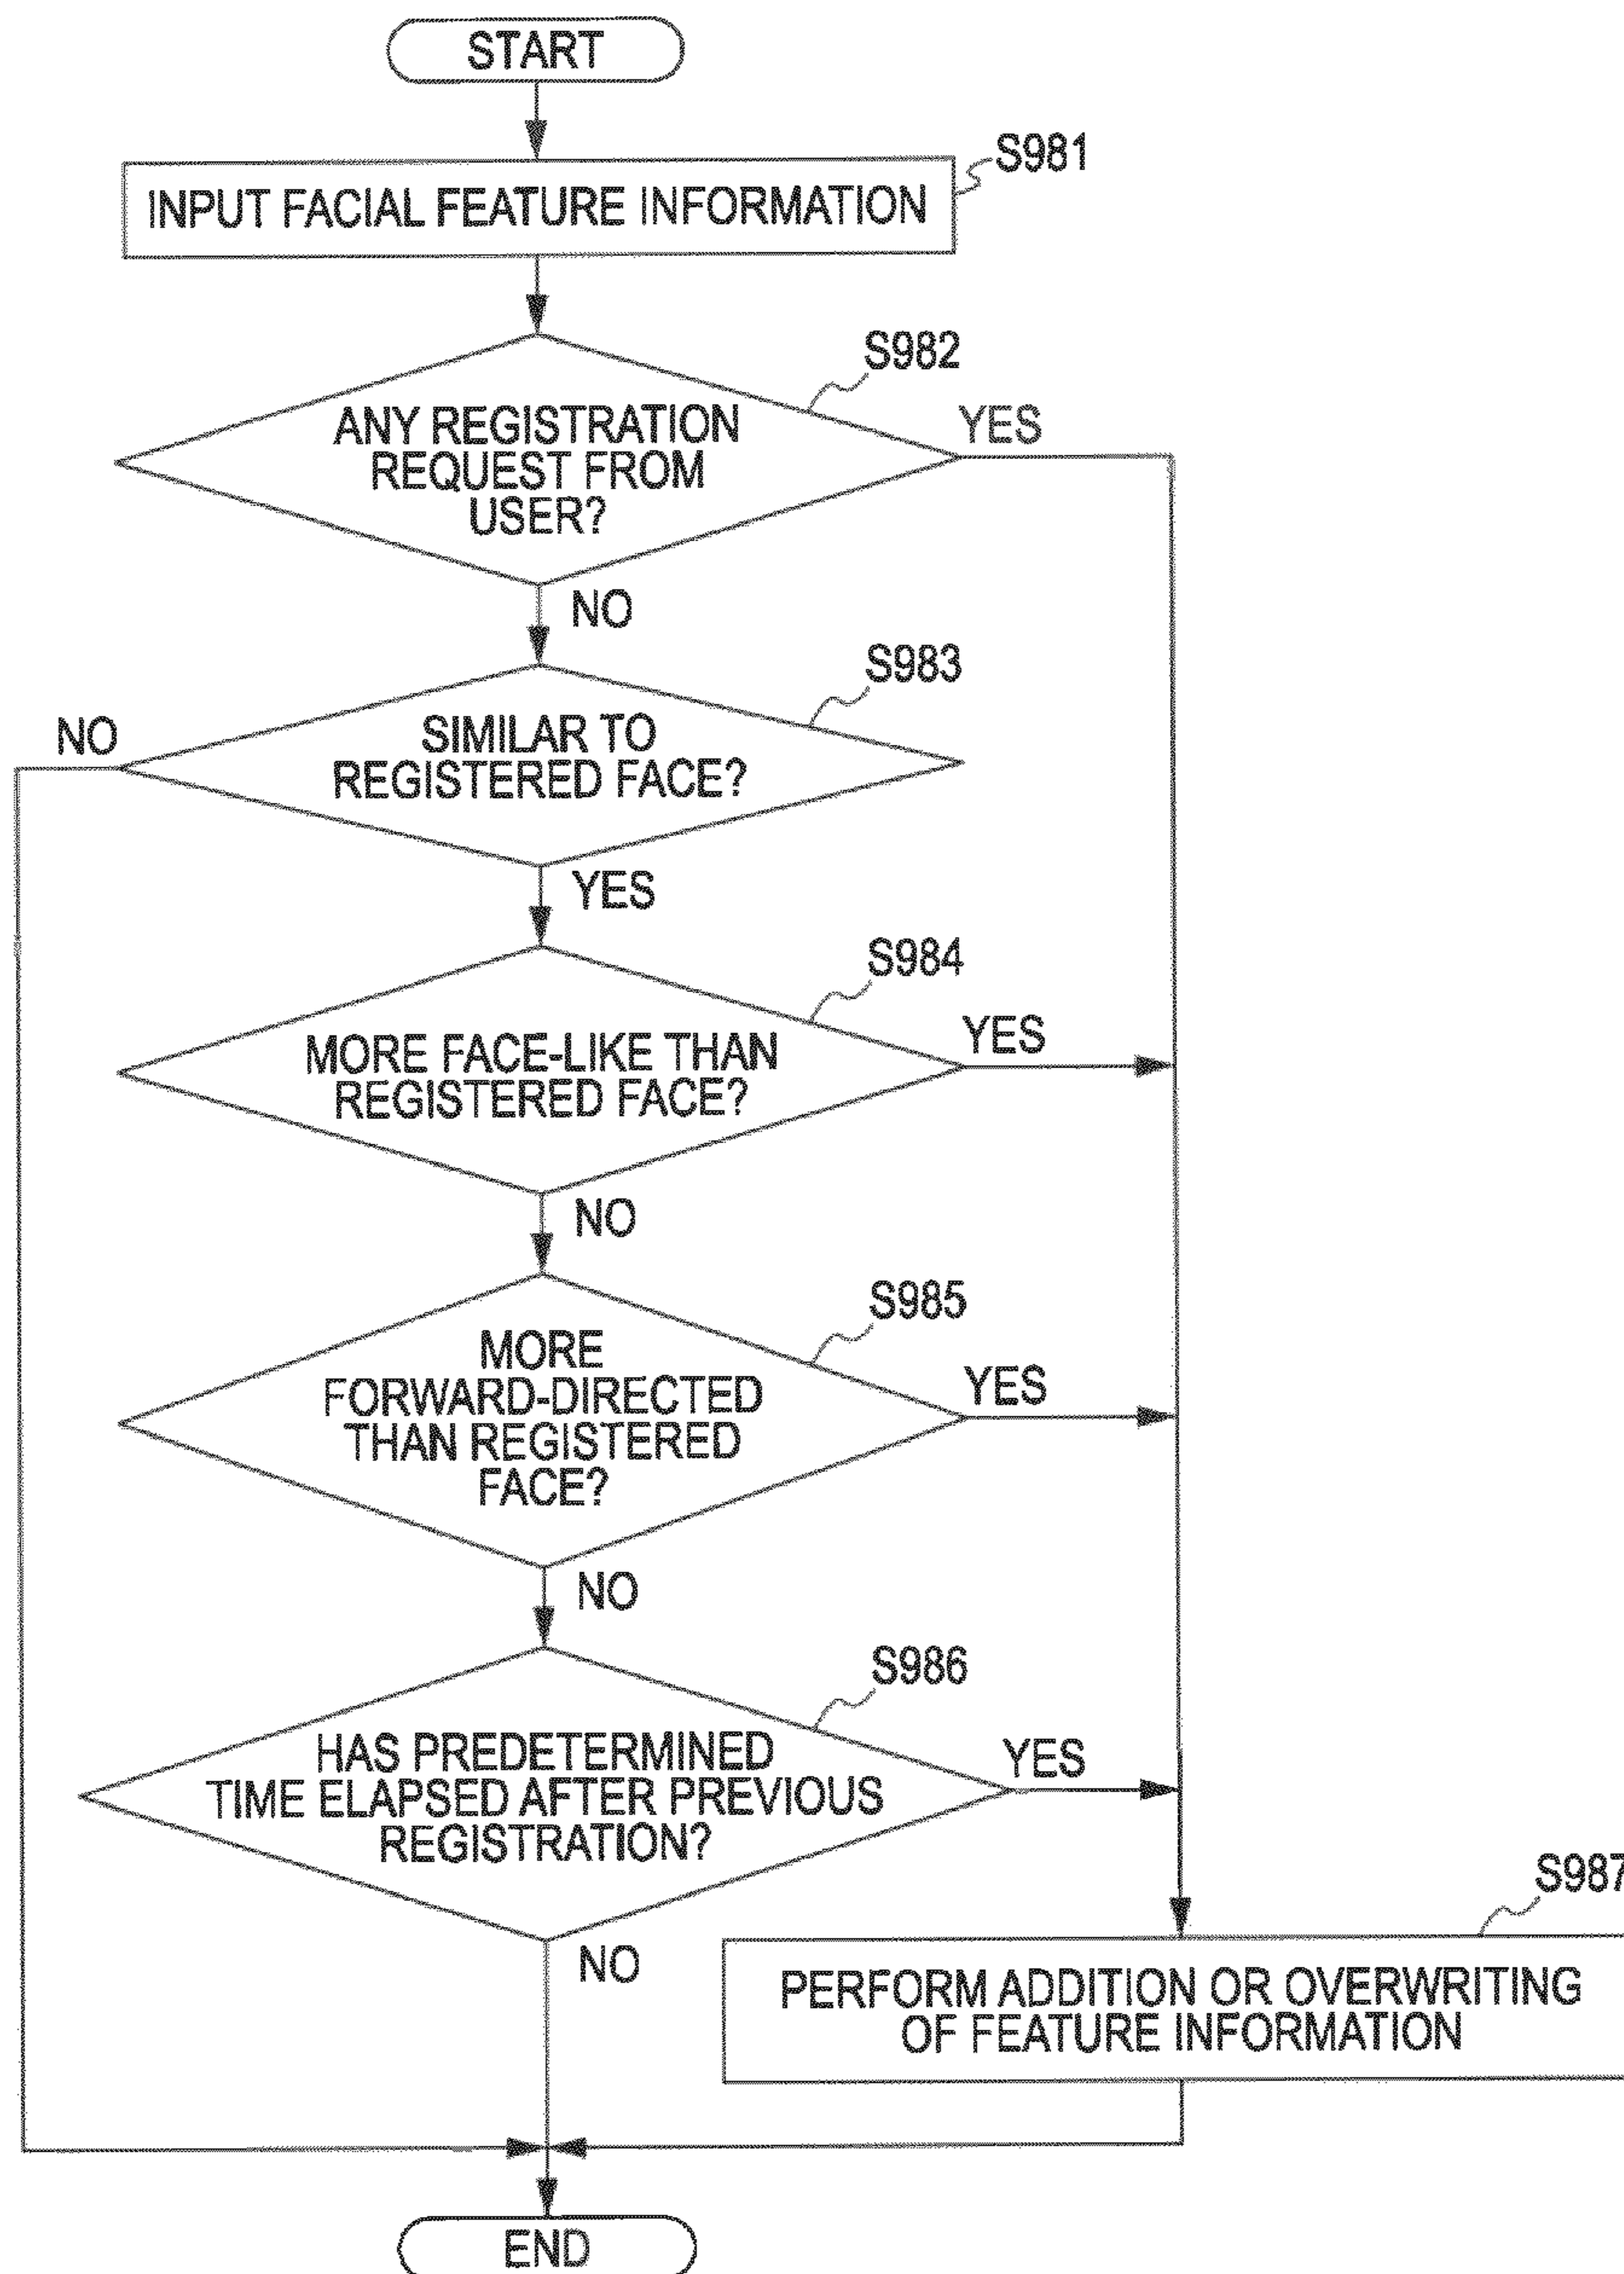 START
S981
INPUT FACIAL FEATURE INFORMATION
S982
ANY REGISTRATION
REQUEST FROM
USER?
YES
NO
S983
SIMILAR TO
REGISTERED FACE?
NO
YES
S984
MORE FACE-LIKE THAN
REGISTERED FACE?
YES
NO
S985
MORE
FORWARD-DIRECTED
THAN REGISTERED
FACE?
YES
NO
S986
HAS PREDETERMINED
TIME ELAPSED AFTER PREVIOUS
REGISTRATION?
YES
NO
S987
PERFORM ADDITION OR OVERWRITING
OF FEATURE INFORMATION
END